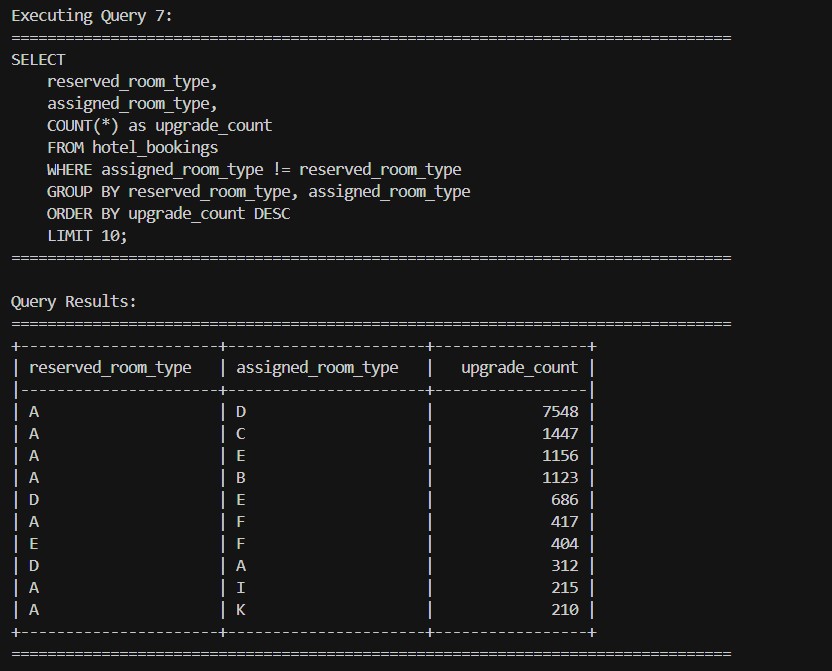 Executing Query 7:
================================================================================
SELECT
    reserved_room_type,
    assigned_room_type,
    COUNT(*) as upgrade_count
    FROM hotel_bookings
    WHERE assigned_room_type != reserved_room_type
    GROUP BY reserved_room_type, assigned_room_type
    ORDER BY upgrade_count DESC
    LIMIT 10;
================================================================================
Query Results:
================================================================================
+----------------------+----------------------+-----------------+
| reserved_room_type   | assigned_room_type   |   upgrade_count |
|----------------------+----------------------+-----------------|
| A                    | D                    |            7548 |
| A                    | C                    |            1447 |
| A                    | E                    |            1156 |
| A                    | B                    |            1123 |
| D                    | E                    |             686 |
| A                    | F                    |             417 |
| E                    | F                    |             404 |
| D                    | A                    |             312 |
| A                    | I                    |             215 |
| A                    | K                    |             210 |
+----------------------+----------------------+-----------------+
================================================================================